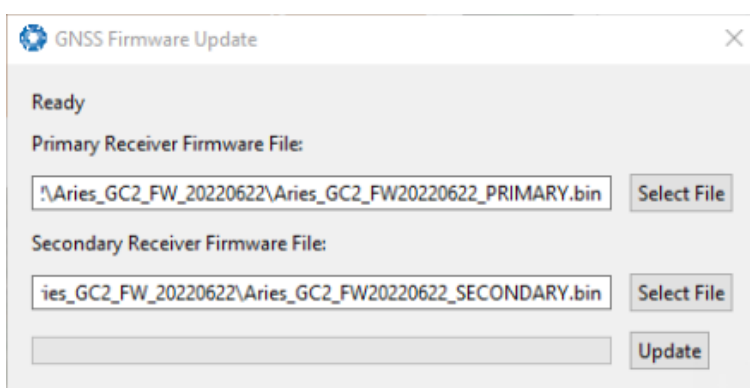 GNSS Firmware Update
Ready
Primary Receiver Firmware File:
\Aries_GC2_FW_20220622\Aries_GC2_FW20220622_PRIMARY.bin Select File
Secondary Receiver Firmware File:
ies_GC2_FW_20220622\Aries_GC2_FW20220622_SECONDARY.bin Select File
Update